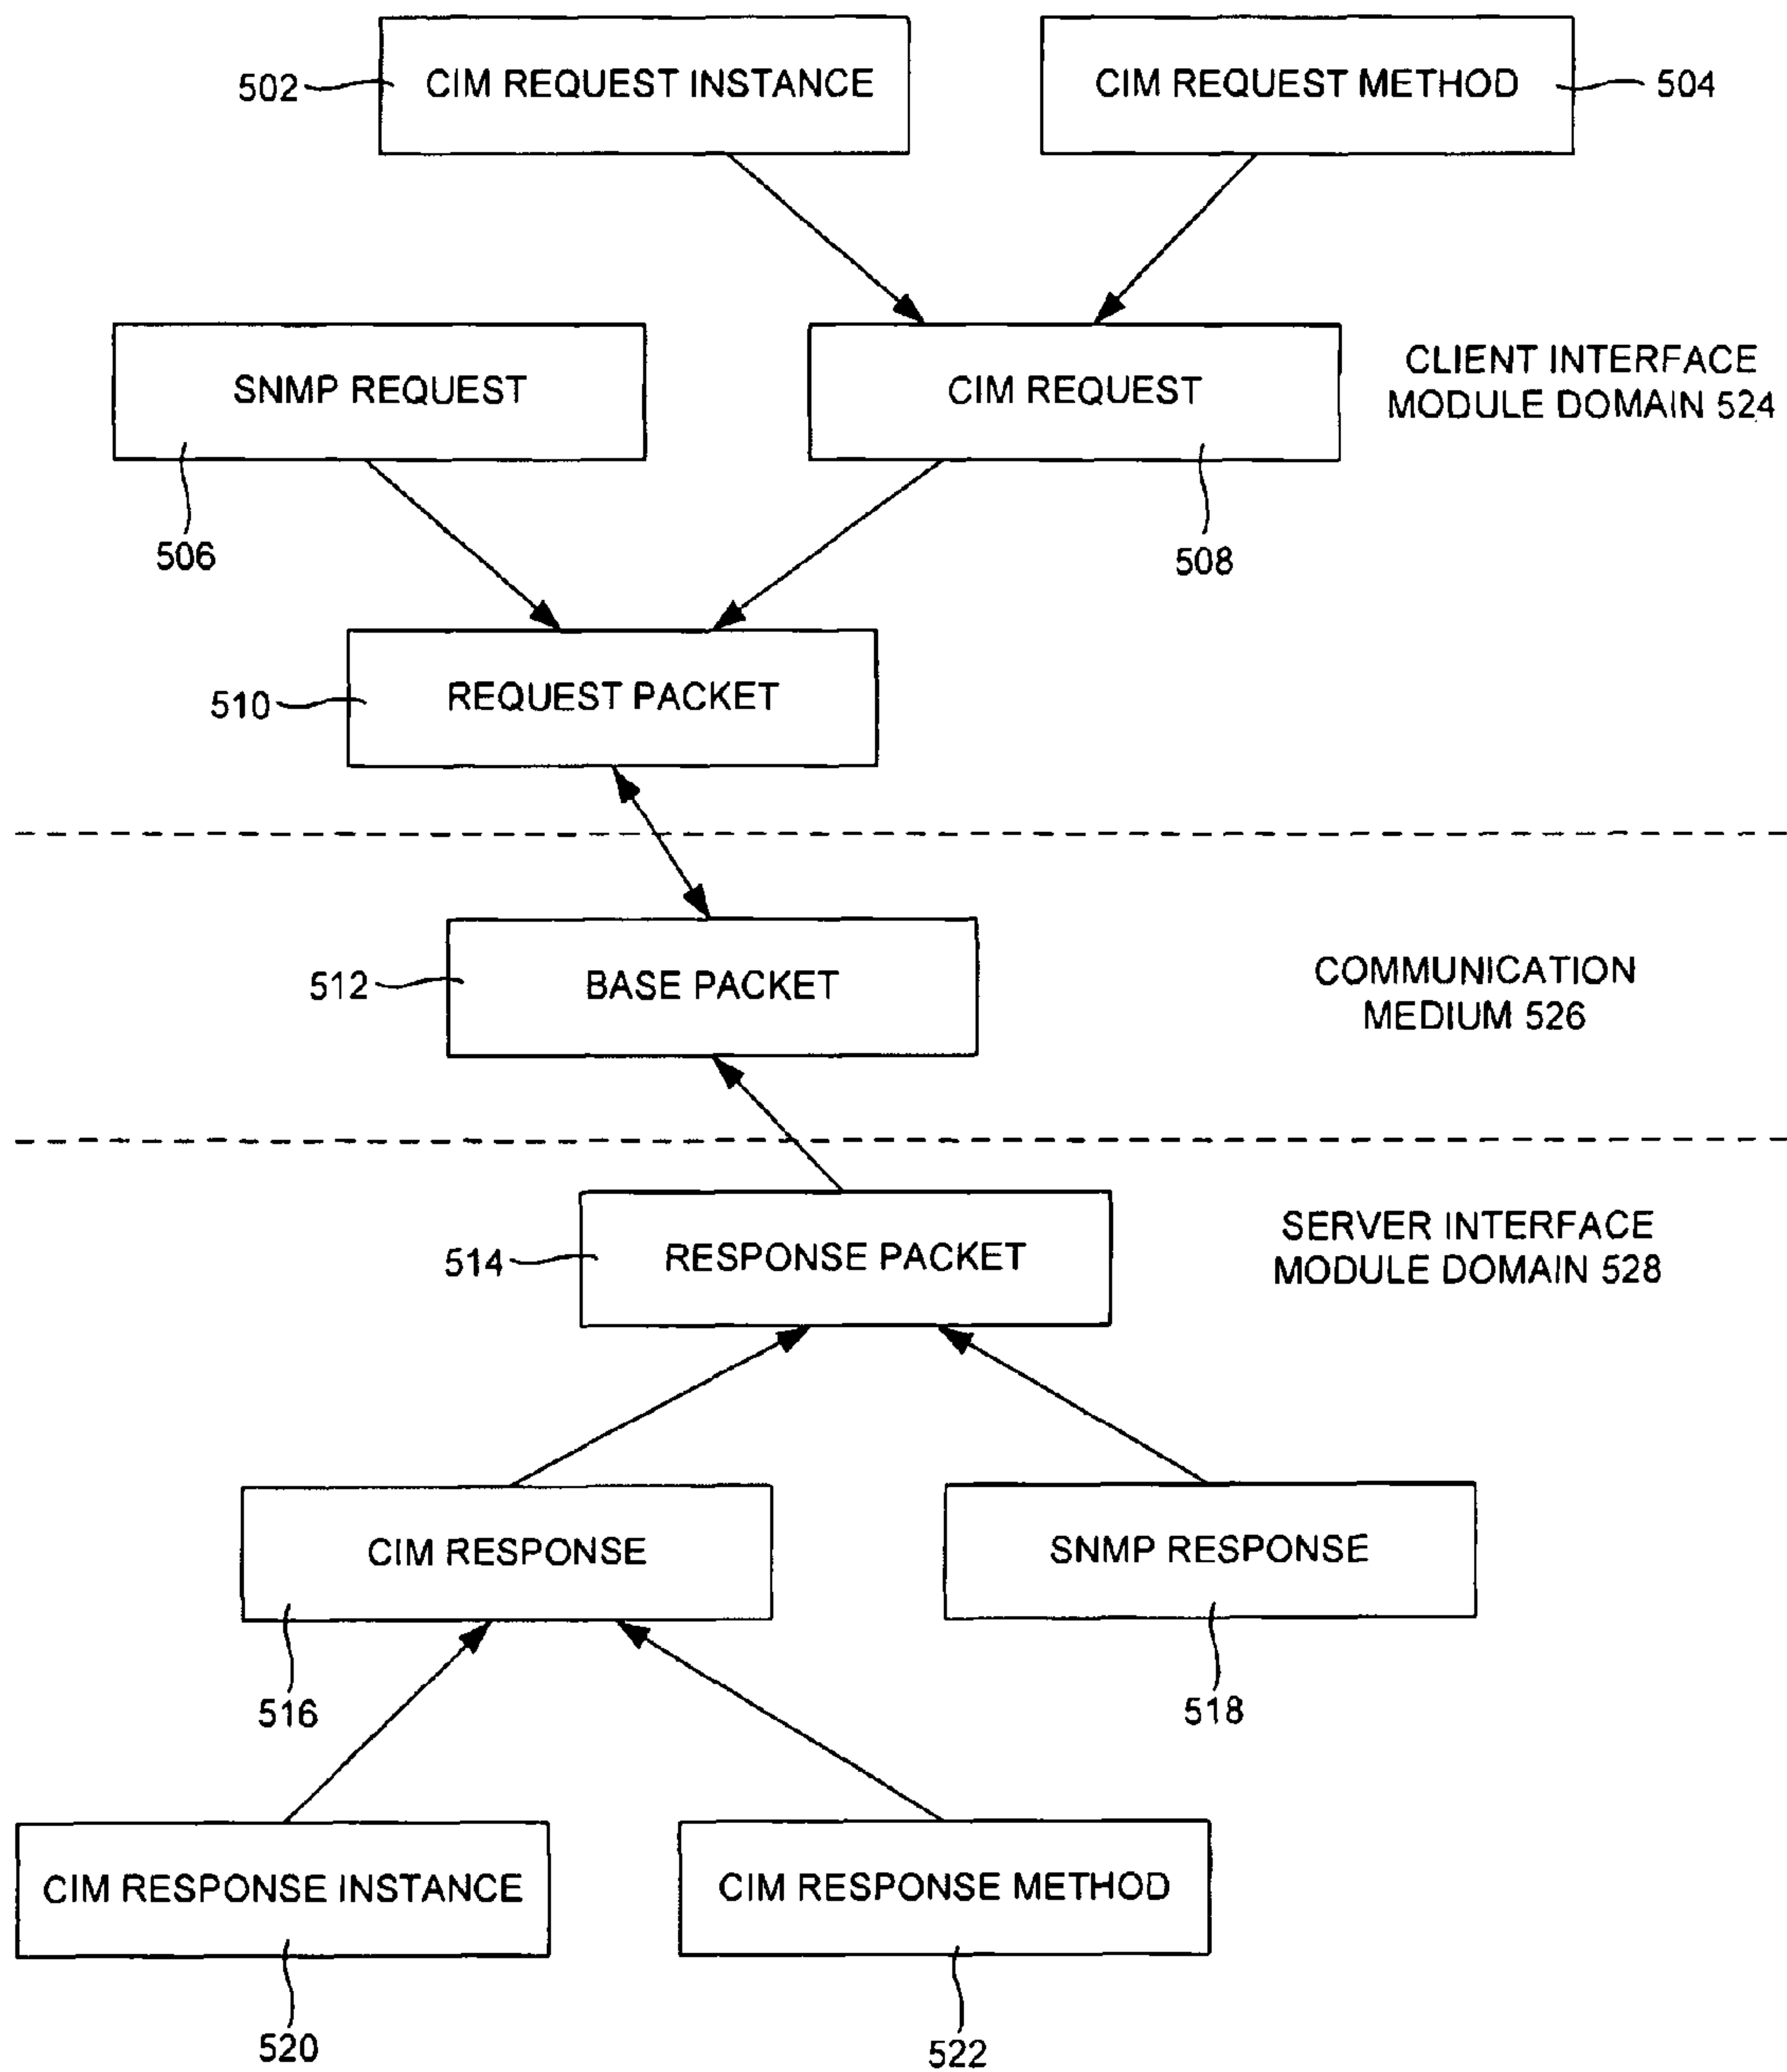 502
CIM REQUEST INSTANCE
CIM REQUEST METHOD
504
SNMP REQUEST
CIM REQUEST
CLIENT INTERFACE
MODULE DOMAIN 524
506
508
510
REQUEST PACKET
512
BASE PACKET
COMMUNICATION
MEDIUM 526
514
RESPONSE PACKET
SERVER INTERFACE
MODULE DOMAIN 528
CIM RESPONSE
SNMP RESPONSE
516
518
CIM RESPONSE INSTANCE
CIM RESPONSE METHOD
520
522